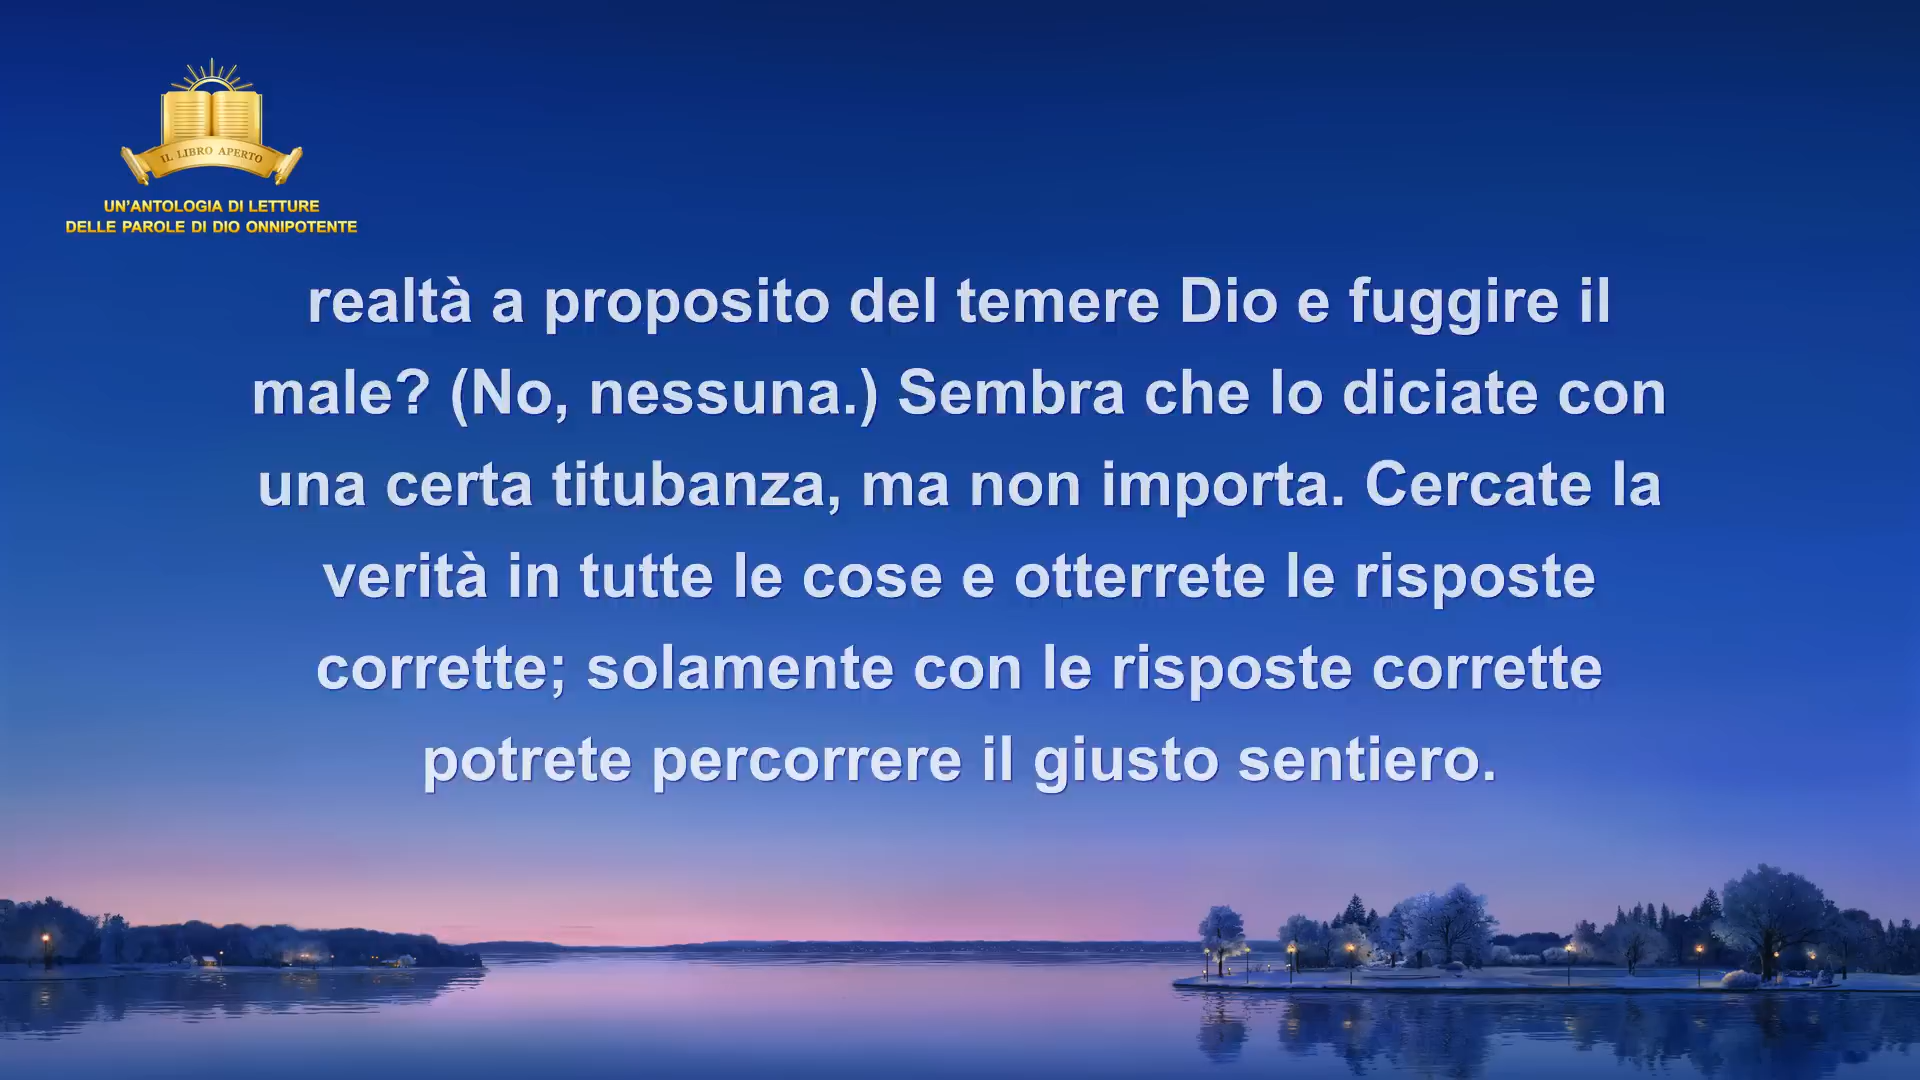 IL LIBRO APERTO
UN'ANTOLOGIA DI LETTURE
DELLE PAROLE DI DIO ONNIPOTENTE
realtà a proposito del temere Dio e fuggire il
male? (No, nessuna.) Sembra che lo diciate con
una certa titubanza, ma non importa. Cercate la
verità in tutte le cose e otterrete le risposte
corrette; solamente con le risposte corrette
potrete percorrere il giusto sentiero.